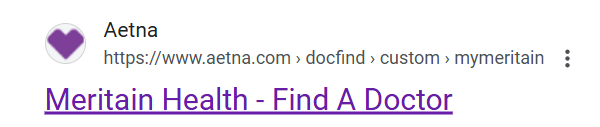 Aetna
https://www.aetna.com › docfind › custom › mymeritain
Meritain Health - Find A Doctor